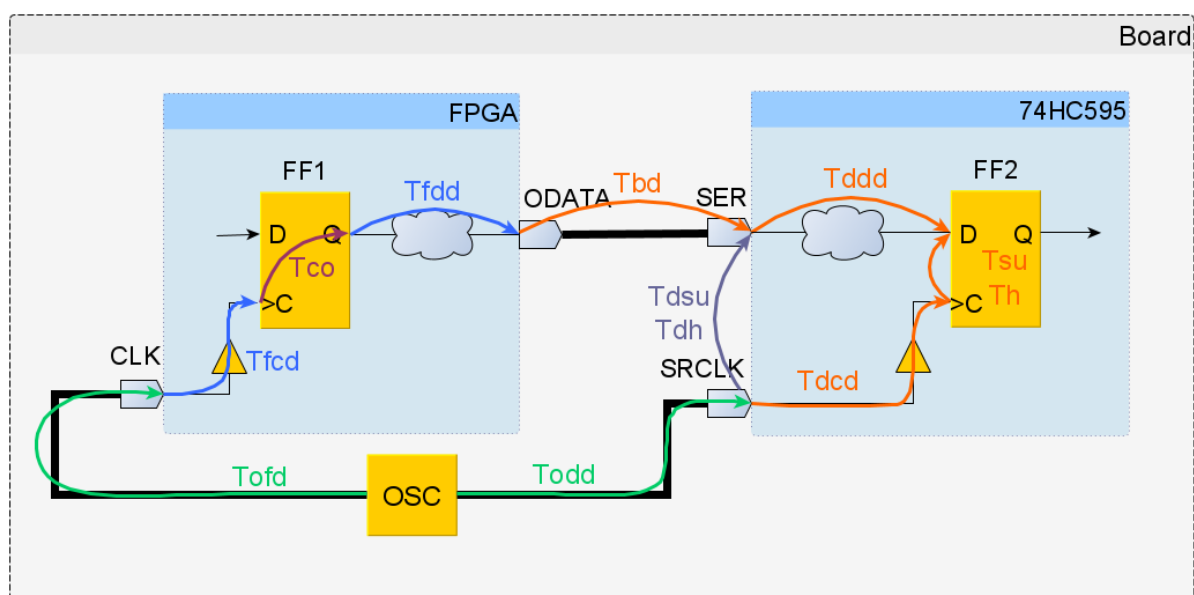 Board
FPGA
74HC595
FF1
FF2
Tfdd
ODATA
Tbd
SER
Tddd
D
Q
D
Q
Tco
Tsu
>C
Tdsu
>C
Th
Tdh
CLK
Tfcd
SRCLK
Tdcd
Tofd
OSC
Todd